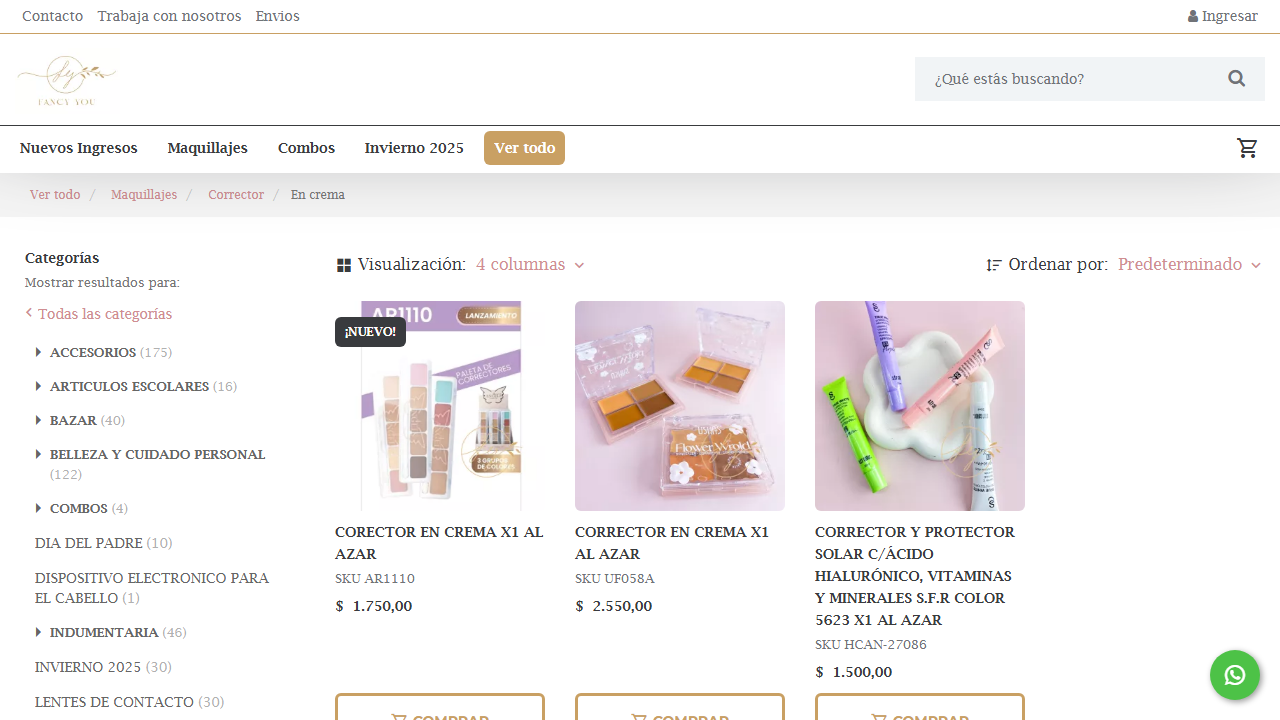 Contacto Trabaja con nosotros Envios Ingresar
FANCY YOU
¿Qué estás buscando?
Nuevos Ingresos Maquillajes Combos Invierno 2025 Ver todo
Ver todo / Maquillajes / Corrector / En crema
Categorías
Mostrar resultados para:
Todas las categorías
ACCESORIOS (175)
ARTICULOS ESCOLARES (16)
BAZAR (40)
BELLEZA Y CUIDADO PERSONAL
(122)
COMBOS (4)
DIA DEL PADRE (10)
DISPOSITIVO ELECTRONICO PARA
EL CABELLO (1)
INDUMENTARIA (46)
INVIERNO 2025 (30)
LENTES DE CONTACTO (30)
Visualización: 4 columnas
Ordenar por: Predeterminado
AR1110
LANZAMIENTO
¡NUEVO!
PALETA DE
CORRECTORES
3 GRUPOS
DE COLORES
CORECTOR EN CREMA X1 AL
AZAR
SKU AR1110
$ 1.750,00
COMPRAR
Flower World
CORRECTOR EN CREMA X1
AL AZAR
SKU UF058A
$ 2.550,00
COMPRAR
CORRECTOR Y PROTECTOR
SOLAR C/ÁCIDO
HIALURÓNICO, VITAMINAS
Y MINERALES S.F.R COLOR
5623 X1 AL AZAR
SKU HCAN-27086
$ 1.500,00
COMPRAR